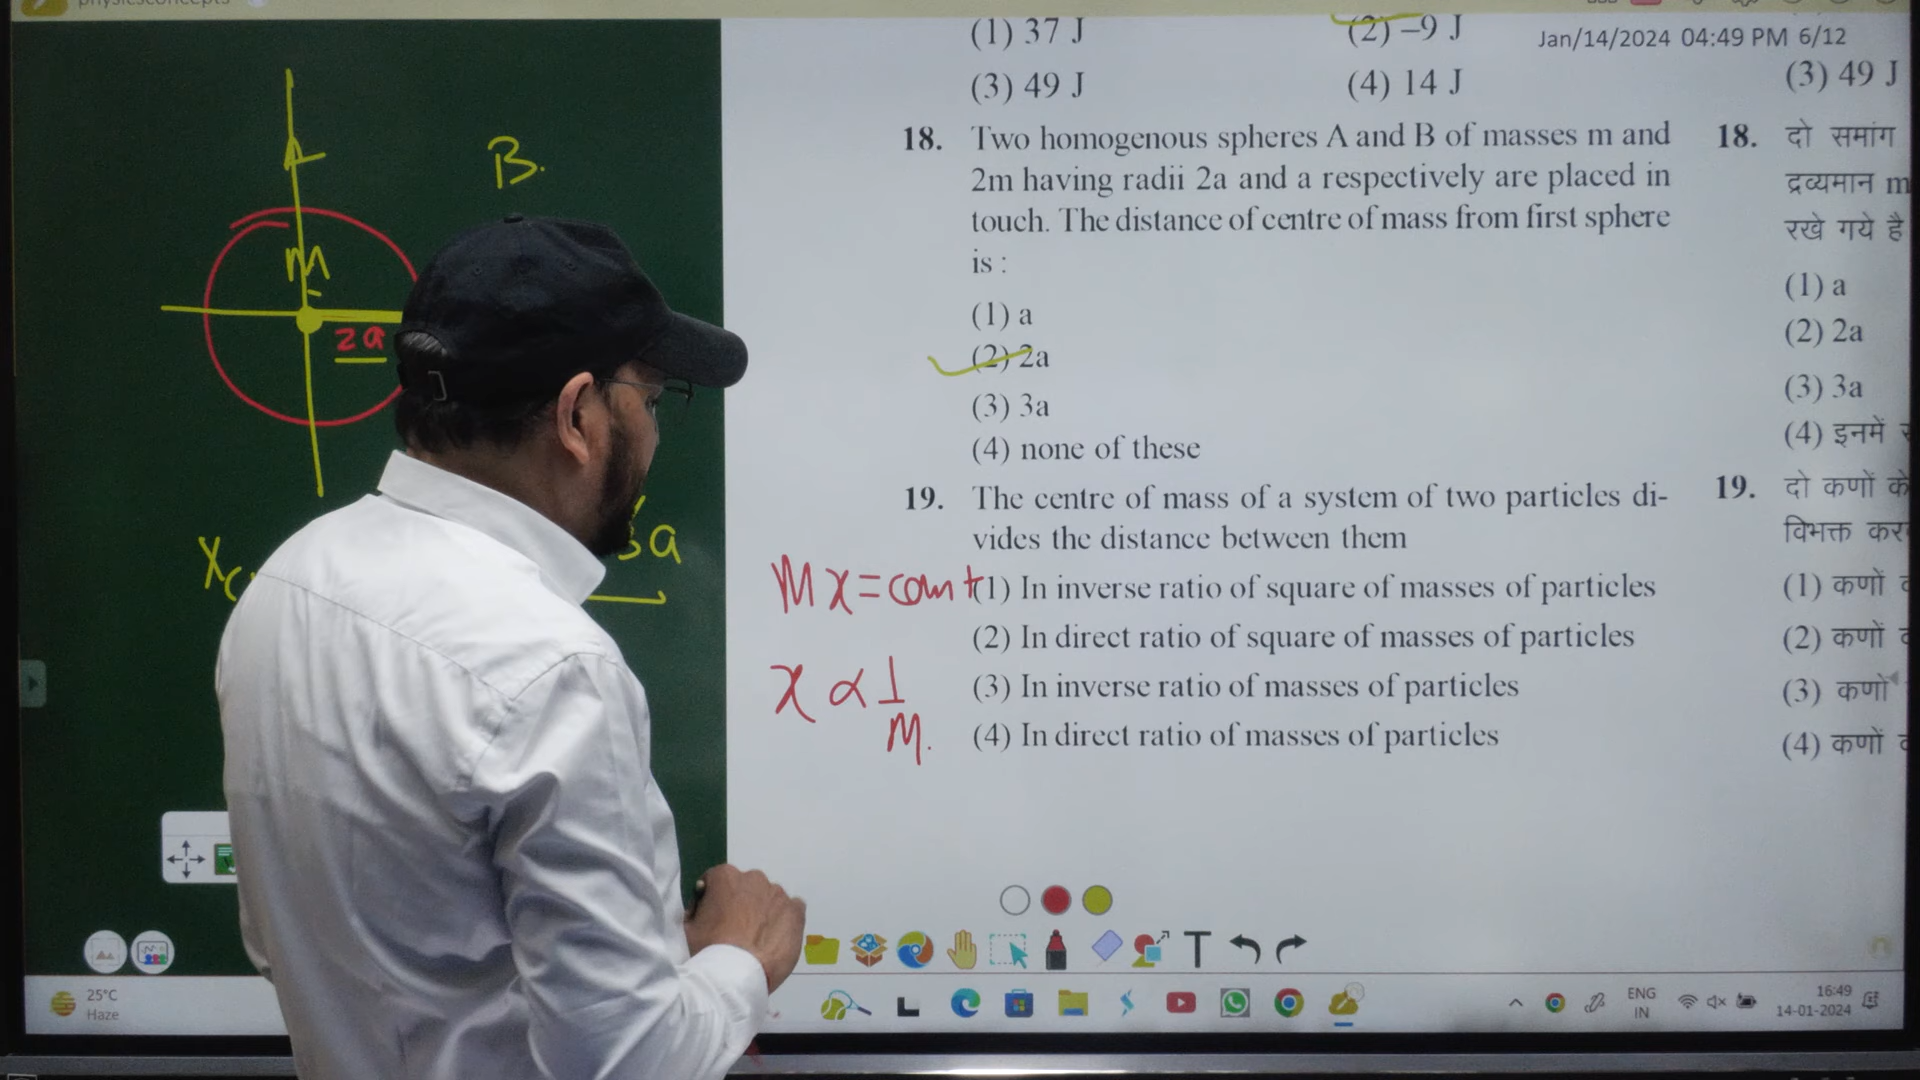 physicsconcepts
Jan/14/2024 04:49 PM 6/12
(1) 37 J
(2) –9 J
(3) 49 J
(4) 14 J
18. Two homogenous spheres A and B of masses m and
2m having radii 2a and a respectively are placed in
touch. The distance of centre of mass from first sphere
is :
(1) a
(2) 2a
(3) 3a
(4) none of these
19. The centre of mass of a system of two particles di-
vides the distance between them
(1) In inverse ratio of square of masses of particles
(2) In direct ratio of square of masses of particles
(3) In inverse ratio of masses of particles
(4) In direct ratio of masses of particles
(3) 49 J
18. दो समांग
द्रव्यमान m
रखे गये है
(1) a
(2) 2a
(3) 3a
(4) इनमें
19. दो कणों के
विभक्त कर
(1) कणों
(2) कणों
(3) कणों
(4) कणों
B.
m
2a
3a
Mx = const
x ∝ 1/M.
25°C
Haze
ENG
IN
16:49
14-01-2024